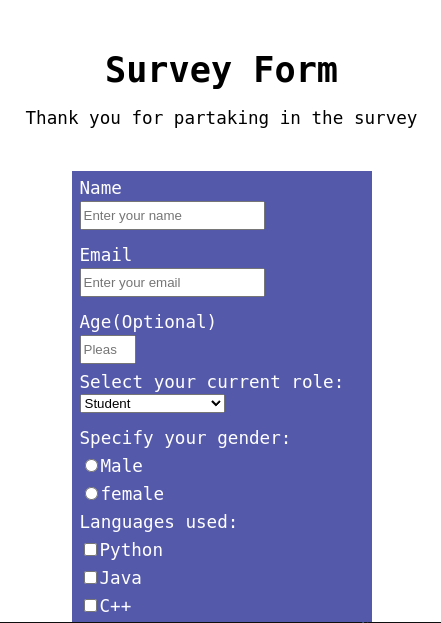 Survey Form
Thank you for partaking in the survey
Name
Enter your name
Email
Enter your email
Age(Optional)
Pleas
Select your current role:
Student
Specify your gender:
Male
female
Languages used:
Python
Java
C++